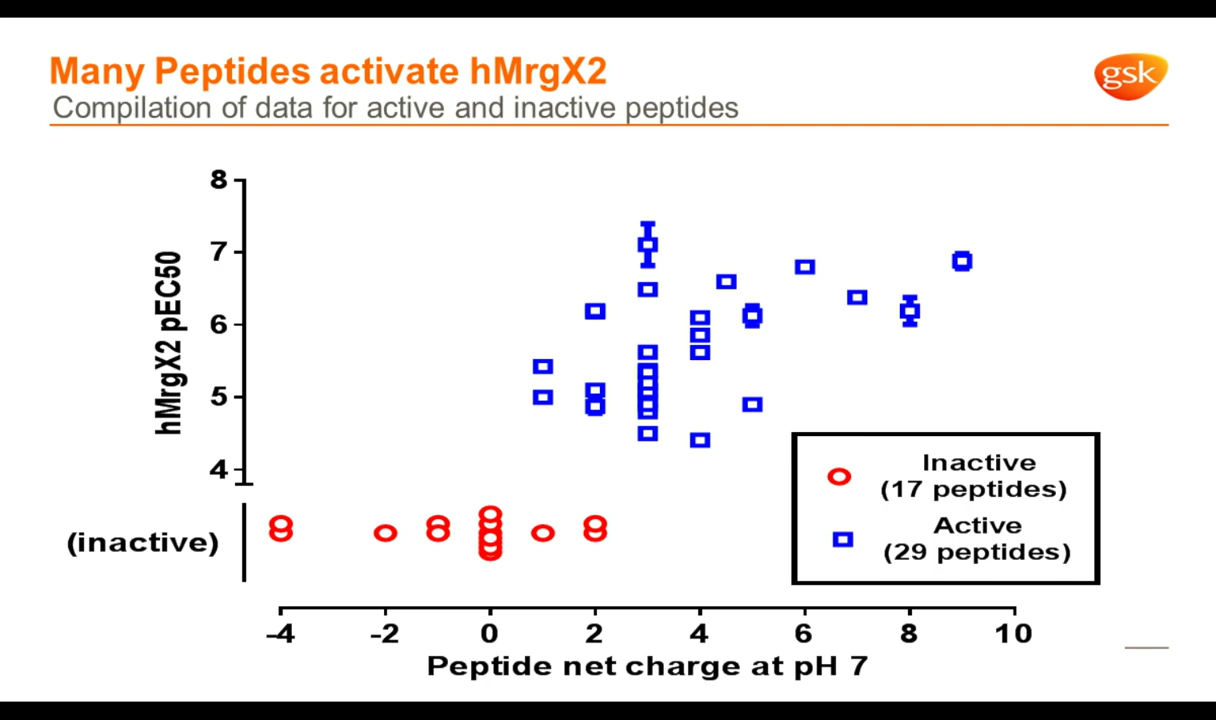 Many Peptides activate hMrgX2
gsk
Compilation of data for active and inactive peptides
8
7
6
5
4
hMrgX2 pEC50
(inactive)
Inactive
(17 peptides)
Active
(29 peptides)
-4 -2 0 2 4 6 8 10
Peptide net charge at pH 7